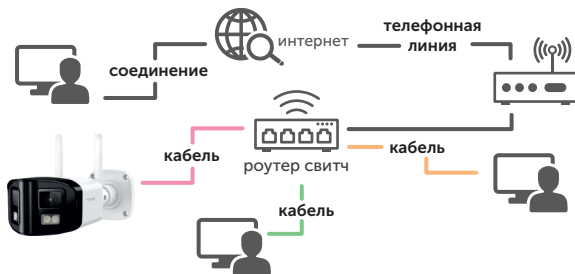 телефонная
линия
интернет
соединение
кабель
роутер свитч
кабель
кабель